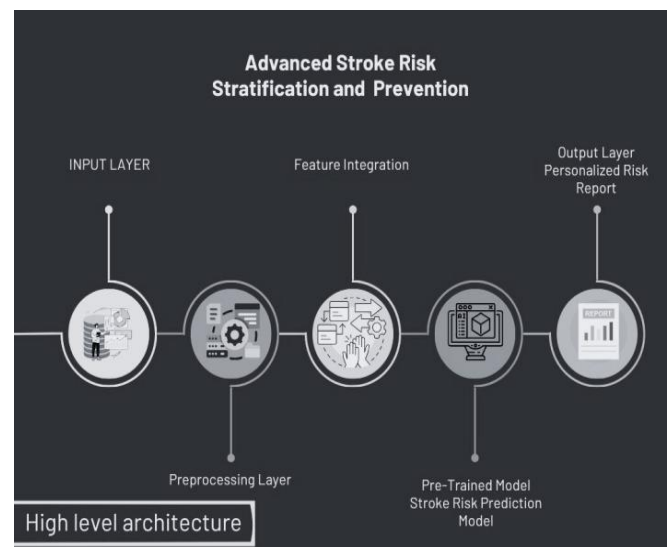 Advanced Stroke Risk
Stratification and Prevention
INPUT LAYER
Feature Integration
Output Layer
Personalized Risk
Report
REPORT
AI
Preprocessing Layer
Pre-Trained Model
Stroke Risk Prediction
Model
High level architecture